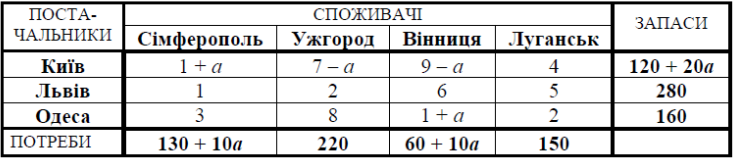 ПОСТА-
ЧАЛЬНИКИ
СПОЖИВАЧІ
ЗАПАСИ
Сімферополь Ужгород Вінниця Луганськ
Київ 1 + a 7 – a 9 – a 4 120 + 20a
Львів 1 2 6 5 280
Одеса 3 8 1 + a 2 160
ПОТРЕБИ 130 + 10a 220 60 + 10a 150